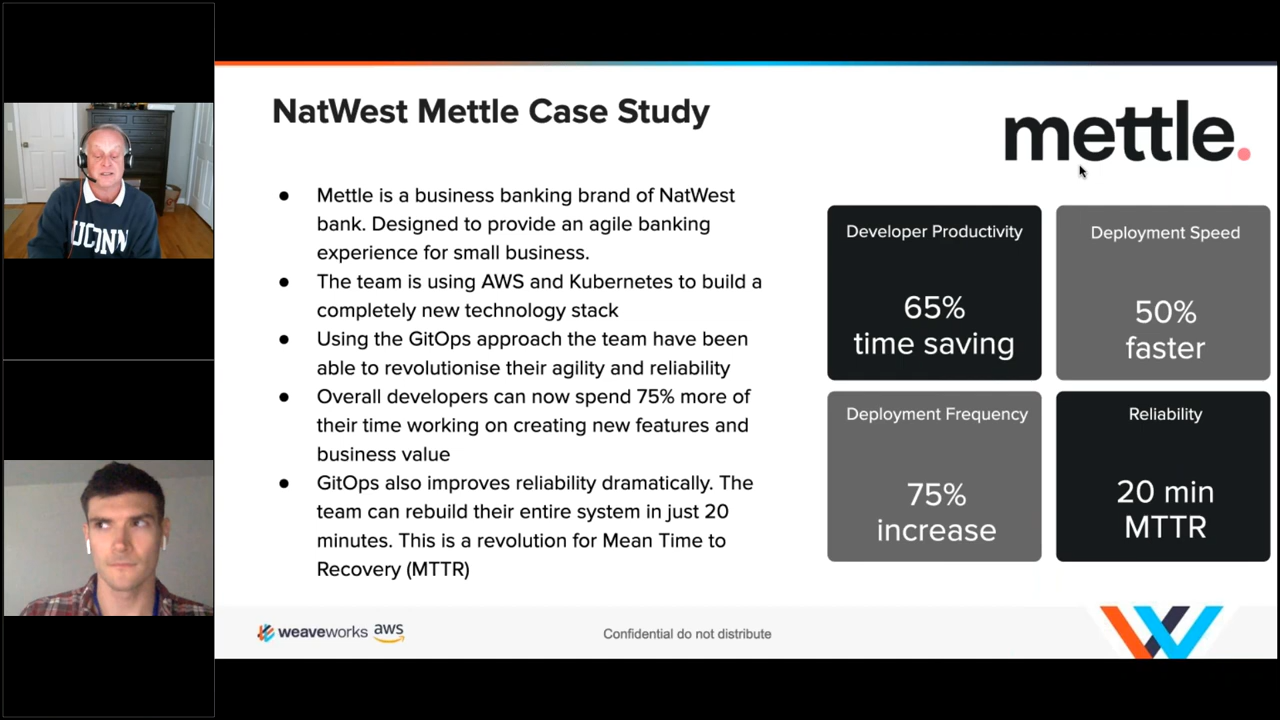 UCONN
NatWest Mettle Case Study
mettle.
● Mettle is a business banking brand of NatWest
bank. Designed to provide an agile banking
experience for small business.
● The team is using AWS and Kubernetes to build a
completely new technology stack
● Using the GitOps approach the team have been
able to revolutionise their agility and reliability
● Overall developers can now spend 75% more of
their time working on creating new features and
business value
● GitOps also improves reliability dramatically. The
team can rebuild their entire system in just 20
minutes. This is a revolution for Mean Time to
Recovery (MTTR)
Developer Productivity
65%
time saving
Deployment Speed
50%
faster
Deployment Frequency
75%
increase
Reliability
20 min
MTTR
weaveworks aws
Confidential do not distribute